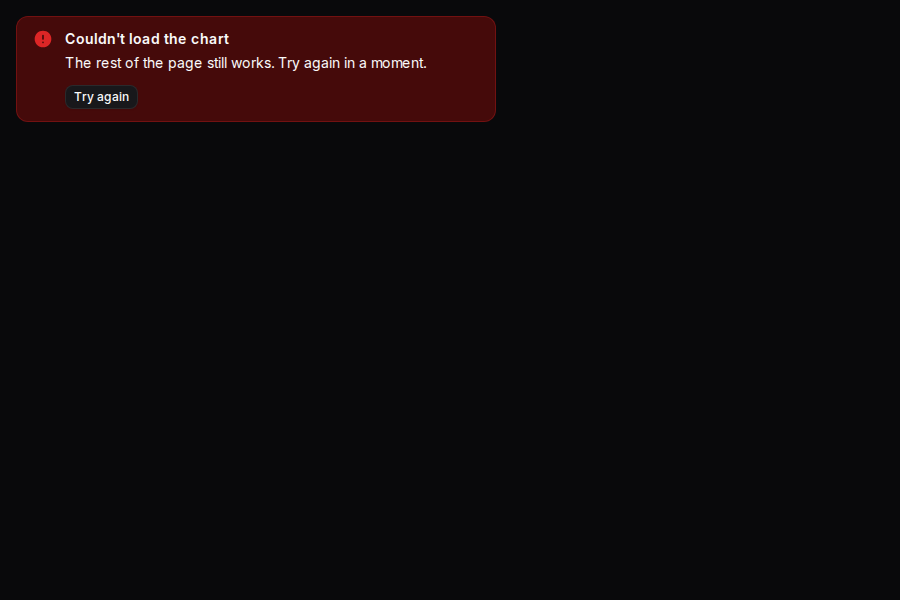 Couldn't load the chart
The rest of the page still works. Try again in a moment.
Try again